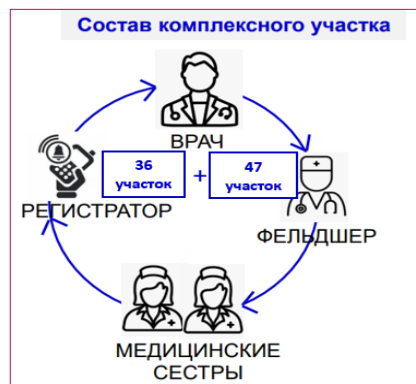 Состав комплексного участка
ВРАЧ
36
участок
+
47
участок
РЕГИСТРАТОР
ФЕЛЬДШЕР
МЕДИЦИНСКИЕ
СЕСТРЫ